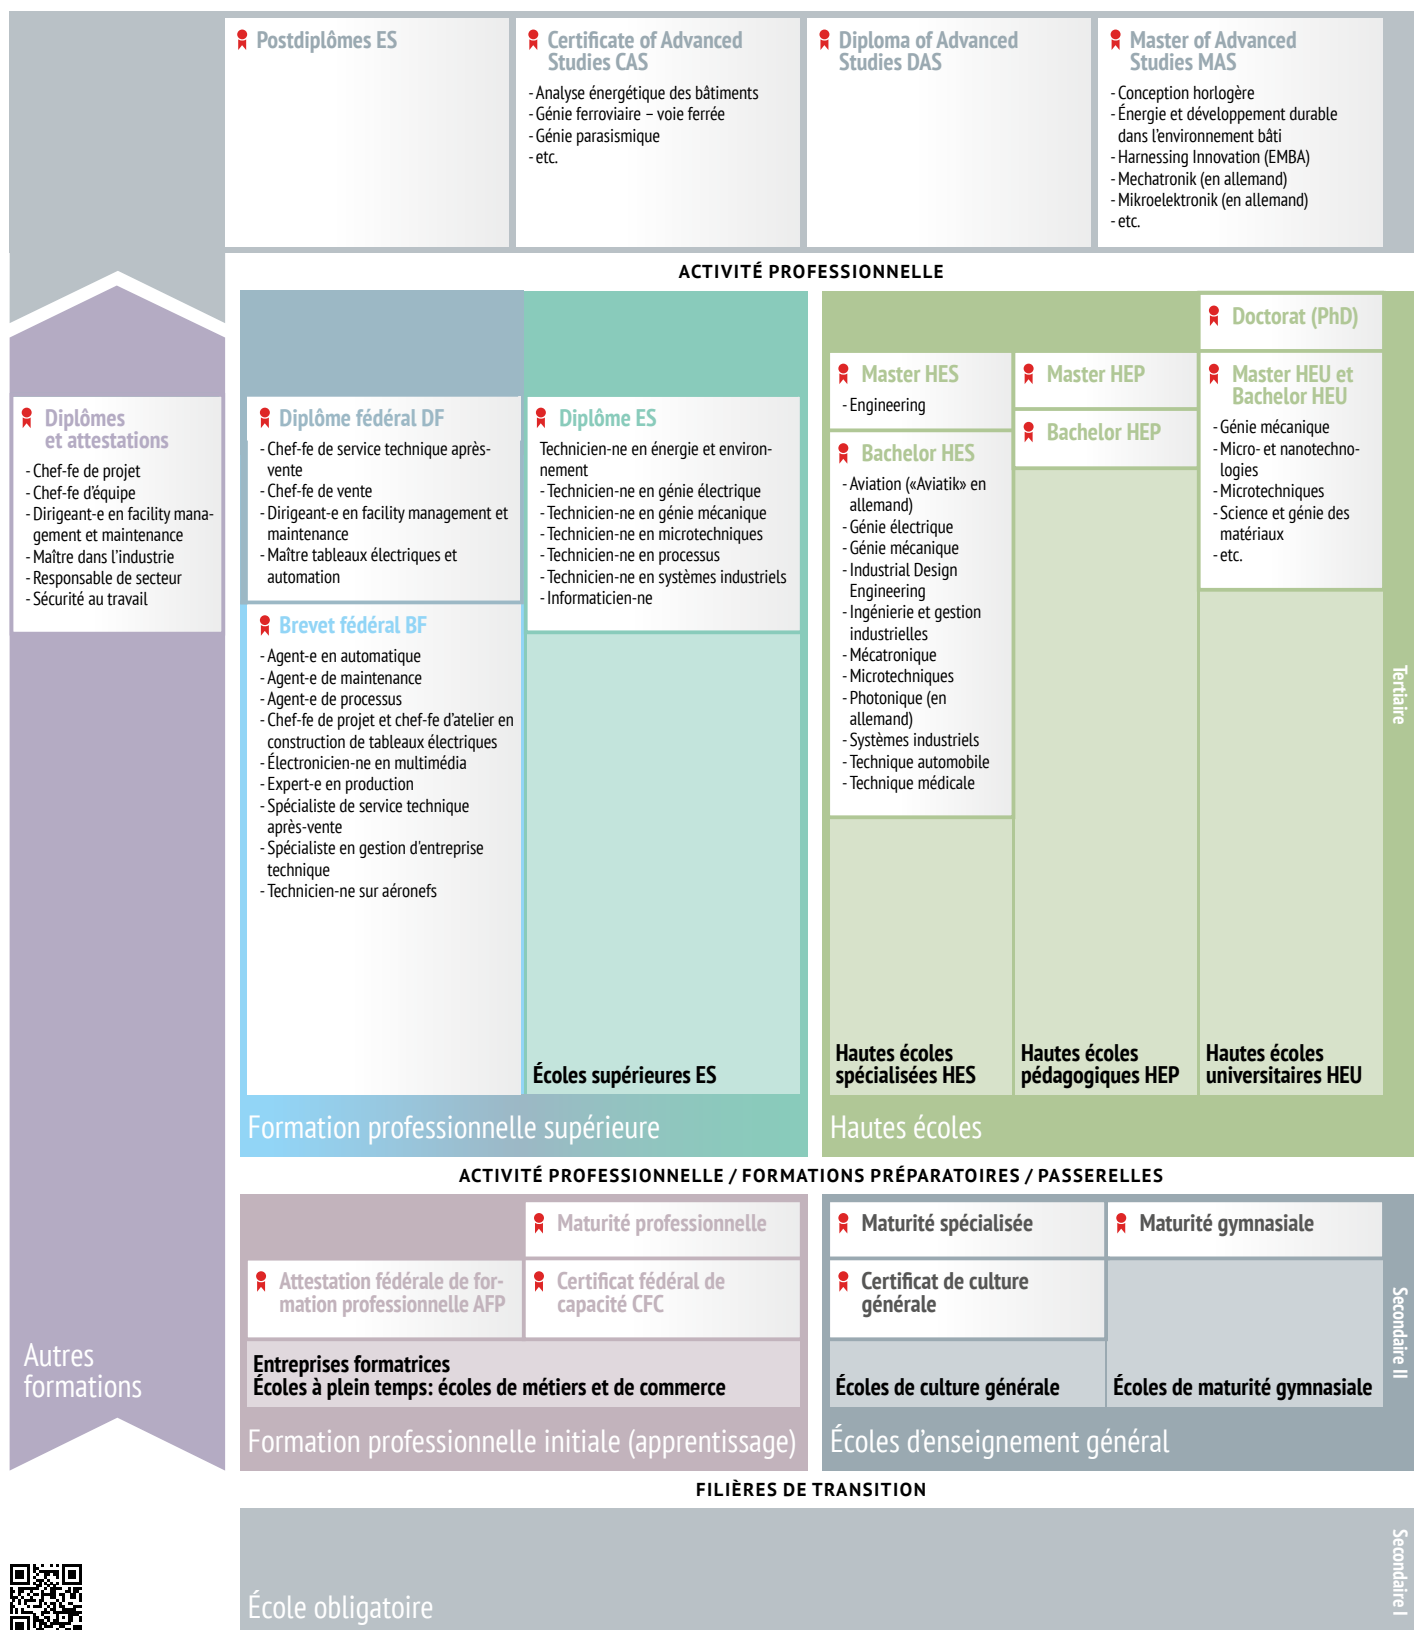 Postdiplômes ES
Certificate of Advanced
Studies CAS
- Analyse énergétique des bâtiments
- Génie ferroviaire – voie ferrée
- Génie parasismique
- etc.
Diploma of Advanced
Studies DAS
Master of Advanced
Studies MAS
- Conception horlogère
- Énergie et développement durable
dans l'environnement bâti
- Harnessing Innovation (EMBA)
- Mechatronik (en allemand)
- Mikroelektronik (en allemand)
- etc.
ACTIVITÉ PROFESSIONNELLE
Diplômes
et attestations
- Chef-fe de projet
- Chef-fe d'équipe
- Dirigeant-e en facility mana-
gement et maintenance
- Maître dans l'industrie
- Responsable de secteur
- Sécurité au travail
Autres
formations
Diplôme fédéral DF
- Chef-fe de service technique après-
vente
- Chef-fe de vente
- Dirigeant-e en facility management et
maintenance
- Maître tableaux électriques et
automation
Brevet fédéral BF
- Agent-e en automatique
- Agent-e de maintenance
- Agent-e de processus
- Chef-fe de projet et chef-fe d'atelier en
construction de tableaux électriques
- Électronicien-ne en multimédia
- Expert-e en production
- Spécialiste de service technique
après-vente
- Spécialiste en gestion d'entreprise
technique
- Technicien-ne sur aéronefs
Diplôme ES
Technicien-ne en énergie et environ-
nement
- Technicien-ne en génie électrique
- Technicien-ne en génie mécanique
- Technicien-ne en microtechniques
- Technicien-ne en processus
- Technicien-ne en systèmes industriels
- Informaticien-ne
Écoles supérieures ES
Formation professionnelle supérieure
Master HES
- Engineering
Bachelor HES
- Aviation («Aviatik» en
allemand)
- Génie électrique
- Génie mécanique
- Industrial Design
Engineering
- Ingénierie et gestion
industrielles
- Mécatronique
- Microtechniques
- Photonique (en
allemand)
- Systèmes industriels
- Technique automobile
- Technique médicale
Hautes écoles
spécialisées HES
Master HEP
Bachelor HEP
Hautes écoles
pédagogiques HEP
Doctorat (PhD)
Master HEU et
Bachelor HEU
- Génie mécanique
- Micro- et nanotechno-
logies
- Microtechniques
- Science et génie des
matériaux
- etc.
Hautes écoles
universitaires HEU
Hautes écoles
Tertiaire
ACTIVITÉ PROFESSIONNELLE / FORMATIONS PRÉPARATOIRES / PASSERELLES
Maturité professionnelle
Attestation fédérale de for-
mation professionnelle AFP
Certificat fédéral de
capacité CFC
Entreprises formatrices
Écoles à plein temps: écoles de métiers et de commerce
Formation professionnelle initiale (apprentissage)
Maturité spécialisée
Maturité gymnasiale
Certificat de culture
générale
Écoles de culture générale
Écoles de maturité gymnasiale
Écoles d'enseignement général
Secondaire II
FILIÈRES DE TRANSITION
École obligatoire
Secondaire I